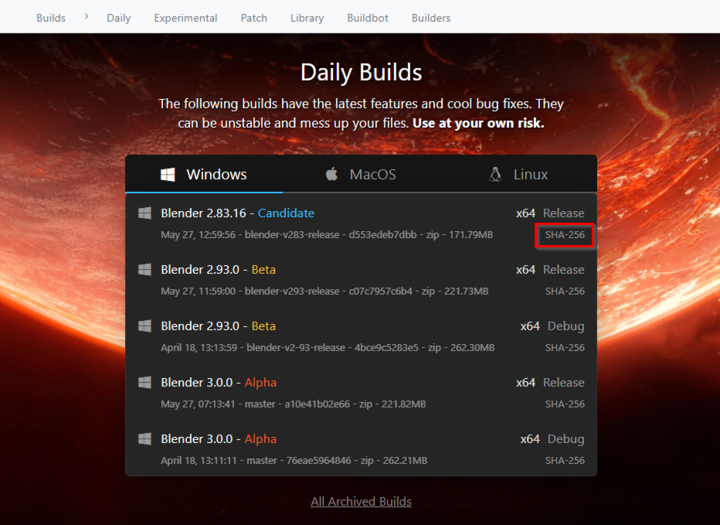 Builds > Daily Experimental Patch Library Buildbot Builders
Daily Builds
The following builds have the latest features and cool bug fixes. They
can be unstable and mess up your files. Use at your own risk.
Windows MacOS Linux
Blender 2.83.16 - Candidate x64 Release
May 27, 12:59:56 - blender-v283-release - d553edeb7dbb - zip - 171.79MB SHA-256
Blender 2.93.0 - Beta x64 Release
May 27, 11:59:00 - blender-v293-release - c07c7957c6b4 - zip - 221.73MB SHA-256
Blender 2.93.0 - Beta x64 Debug
April 18, 13:13:59 - blender-v2-93-release - 4bce9c5283e5 - zip - 262.30MB SHA-256
Blender 3.0.0 - Alpha x64 Release
May 27, 07:13:41 - master - a10e41b02e66 - zip - 221.82MB SHA-256
Blender 3.0.0 - Alpha x64 Debug
April 18, 13:11:11 - master - 76eae5964846 - zip - 262.21MB SHA-256
All Archived Builds